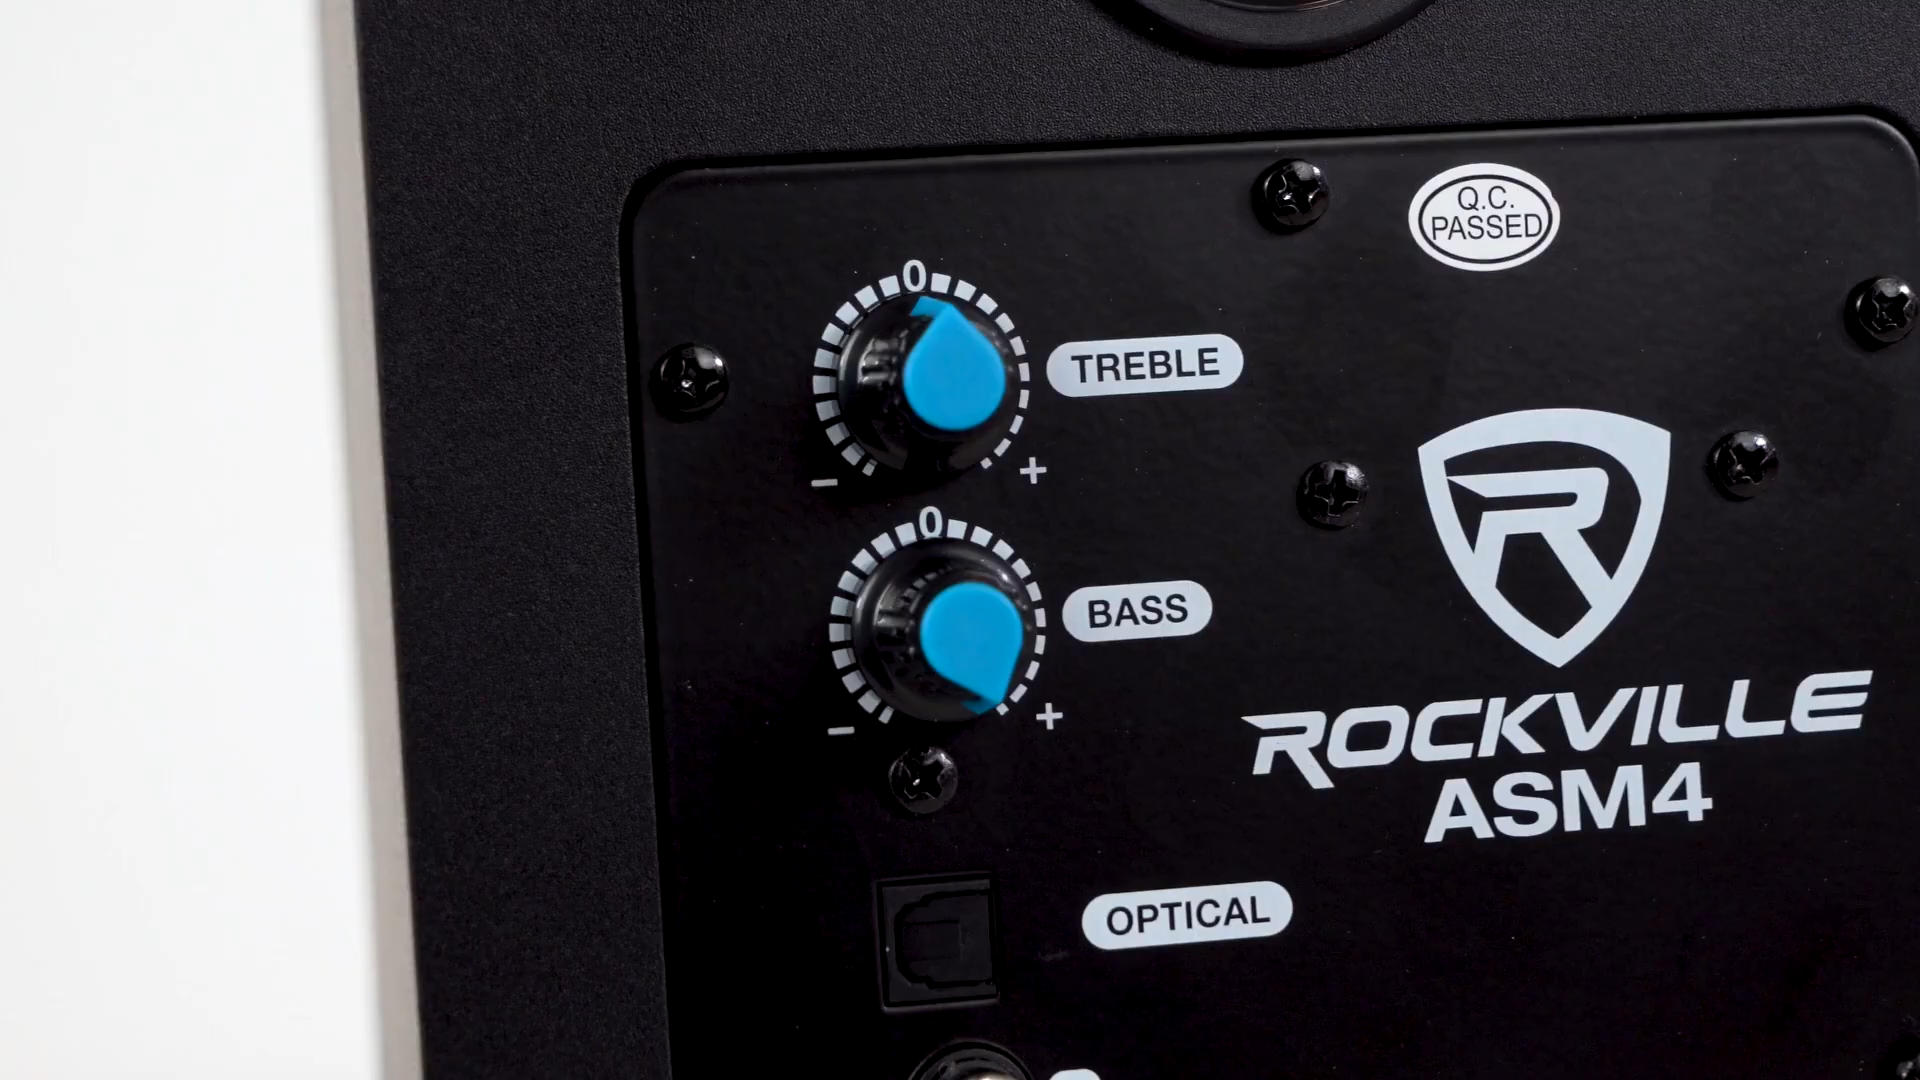 Q.C.
PASSED
0
TREBLE
- +
0
BASS
- +
R
ROCKVILLE
ASM4
OPTICAL